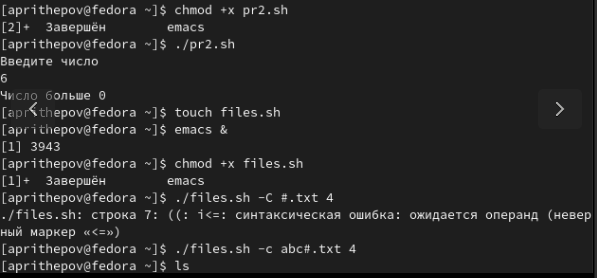 [aprithepov@fedora ~]$ chmod +x pr2.sh
[2]+  Завершён        emacs
[aprithepov@fedora ~]$ ./pr2.sh
Введите число
6
Число больше 0
[aprithepov@fedora ~]$ touch files.sh
[aprithepov@fedora ~]$ emacs &
[1] 3943
[aprithepov@fedora ~]$ chmod +x files.sh
[1]+  Завершён        emacs
[aprithepov@fedora ~]$ ./files.sh -C #.txt 4
./files.sh: строка 7: ((: i<=: синтаксическая ошибка: ожидается операнд (невер
ный маркер «<=»)
[aprithepov@fedora ~]$ ./files.sh -c abc#.txt 4
[aprithepov@fedora ~]$ ls